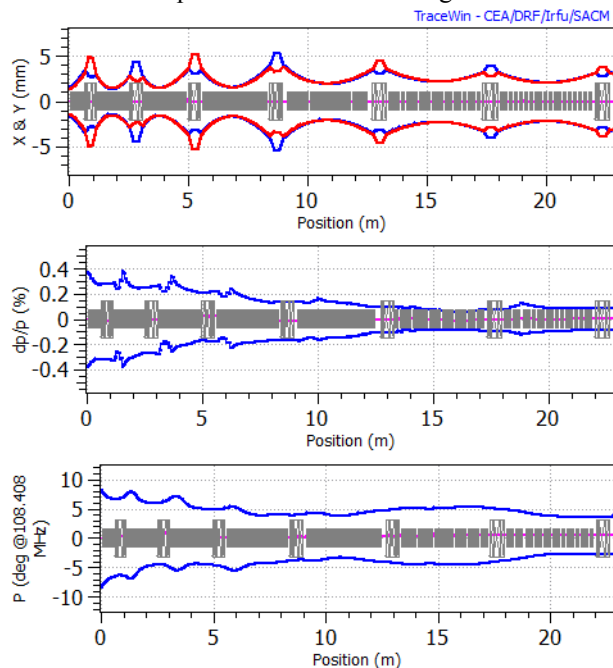 TraceWin - CEA/DRF/Irfu/SACM
X & Y (mm)
5
0
-5
0 5 10 15 20
Position (m)
dp/p (%)
0.4
0.2
0
-0.2
-0.4
0 5 10 15 20
Position (m)
P (deg @108.408
MHz)
10
5
0
-5
-10
0 5 10 15 20
Position (m)